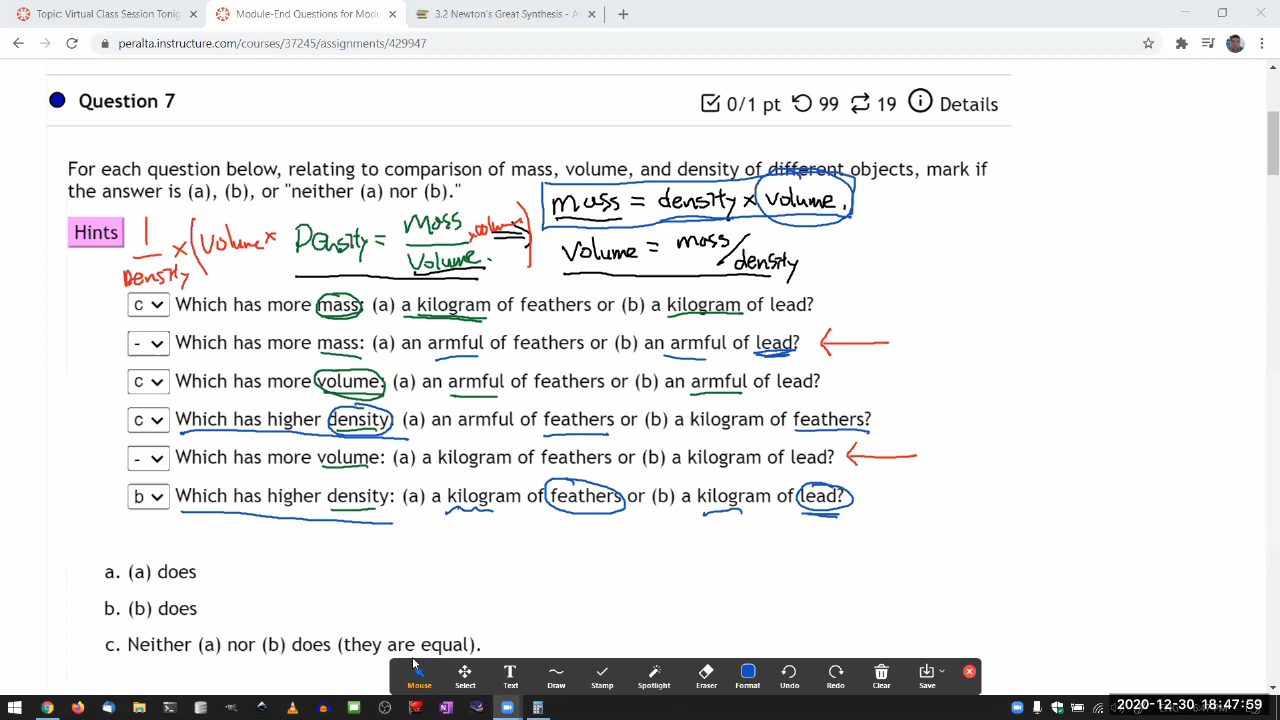 Topic: Virtual Class Session Tonig
Module-End Questions for Modul
3.2 Newton's Great Synthesis - A
peralta.instructure.com/courses/37245/assignments/429947
Question 7
0/1 pt 99 19 Details
For each question below, relating to comparison of mass, volume, and density of different objects, mark if
the answer is (a), (b), or "neither (a) nor (b)."
mass = density × volume.
Hints
1/Density × (Volume × Density = Mass/Volume. × volume) ⇒ Volume = mass/density
c Which has more mass: (a) a kilogram of feathers or (b) a kilogram of lead?
- Which has more mass: (a) an armful of feathers or (b) an armful of lead?
c Which has more volume: (a) an armful of feathers or (b) an armful of lead?
c Which has higher density: (a) an armful of feathers or (b) a kilogram of feathers?
- Which has more volume: (a) a kilogram of feathers or (b) a kilogram of lead?
b Which has higher density: (a) a kilogram of feathers or (b) a kilogram of lead?
a. (a) does
b. (b) does
c. Neither (a) nor (b) does (they are equal).
Mouse Select Text Draw Stamp Spotlight Eraser Format Undo Redo Clear Save
2020-12-30 18:47:59